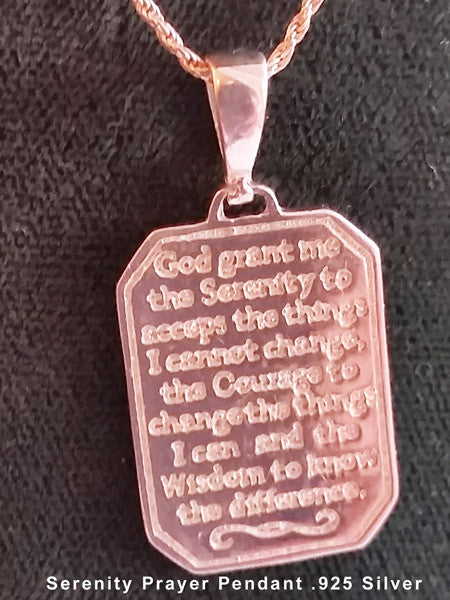 God grant me
the Serenity to
acceps the things
I cannot change,
the Courage to
change the things
I can and the
Wisdom to know
the difference.
Serenity Prayer Pendant .925 Silver